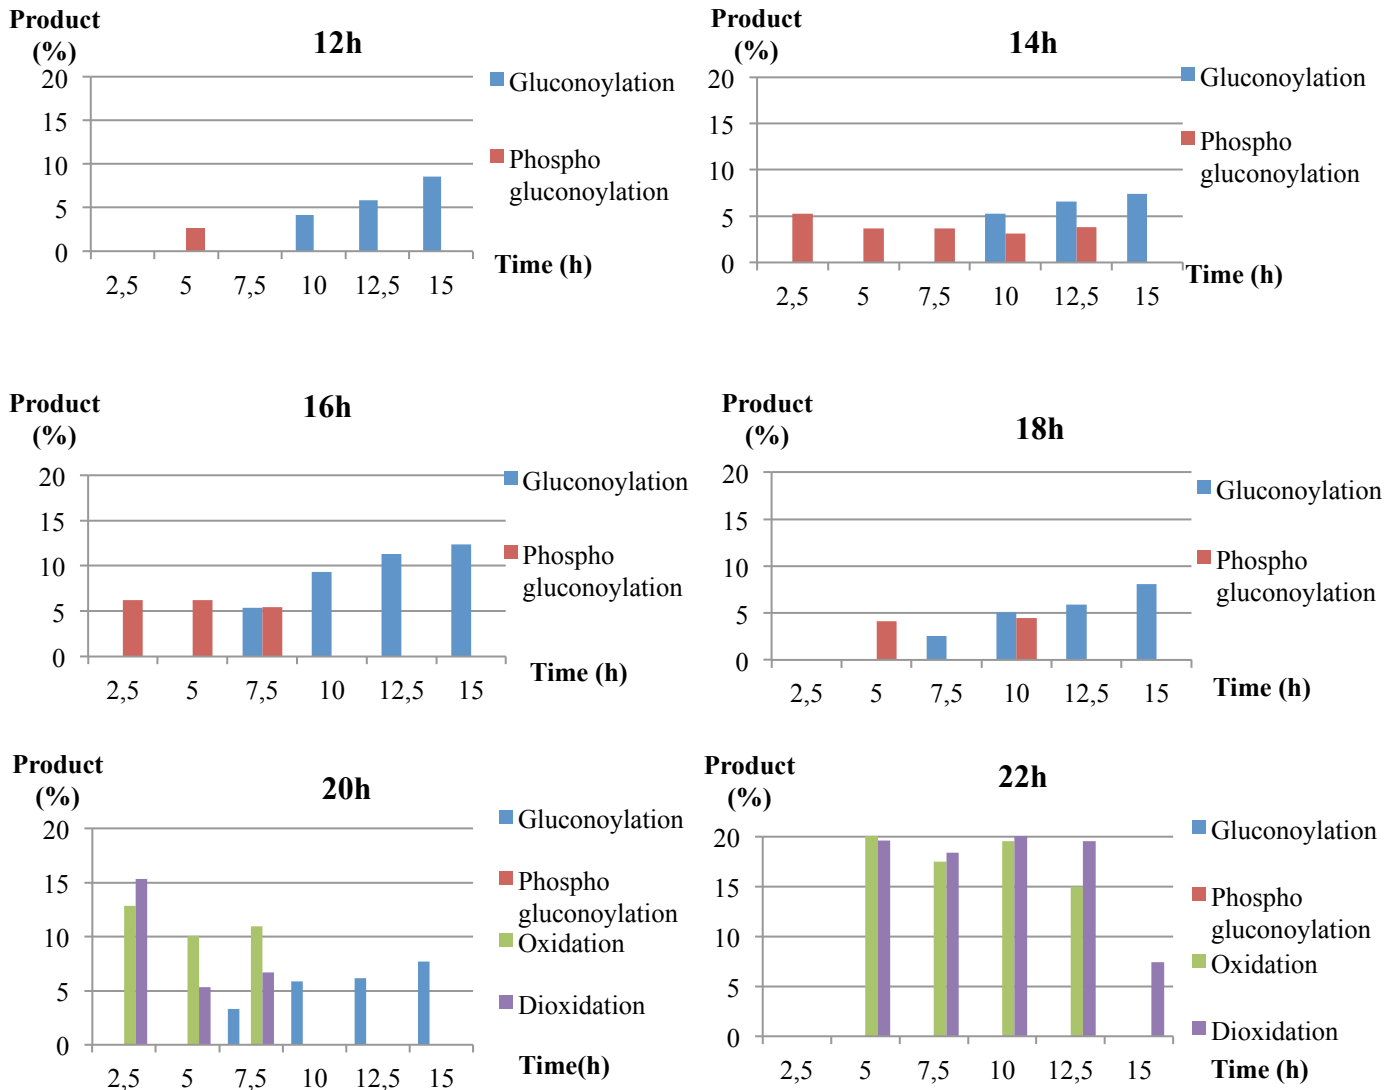 Product
(%)
12h
20
15
10
5
0
Gluconoylation
Phospho
gluconoylation
Time (h)
2,5 5 7,5 10 12,5 15
Product
(%)
14h
20
15
10
5
0
Gluconoylation
Phospho
gluconoylation
Time (h)
2,5 5 7,5 10 12,5 15
Product
(%)
16h
20
15
10
5
0
Gluconoylation
Phospho
gluconoylation
Time (h)
2,5 5 7,5 10 12,5 15
Product
(%)
18h
20
15
10
5
0
Gluconoylation
Phospho
gluconoylation
Time (h)
2,5 5 7,5 10 12,5 15
Product
(%)
20h
20
15
10
5
0
Gluconoylation
Phospho
gluconoylation
Oxidation
Dioxidation
Time(h)
2,5 5 7,5 10 12,5 15
Product
(%)
22h
20
15
10
5
0
Gluconoylation
Phospho
gluconoylation
Oxidation
Dioxidation
Time (h)
2,5 5 7,5 10 12,5 15